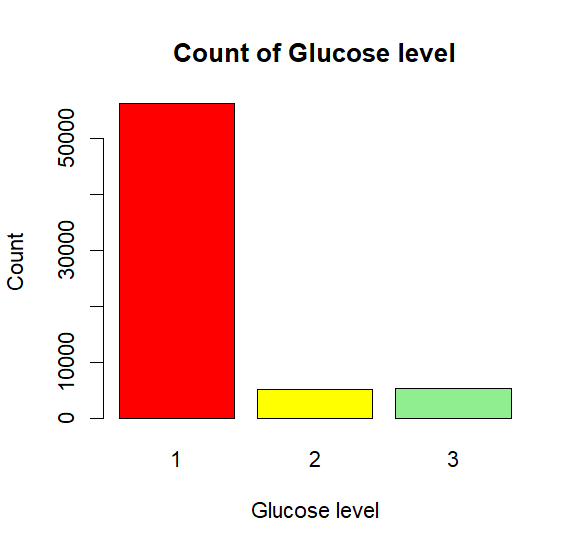 Count of Glucose level
Count
50000
30000
10000
0
1 2 3
Glucose level